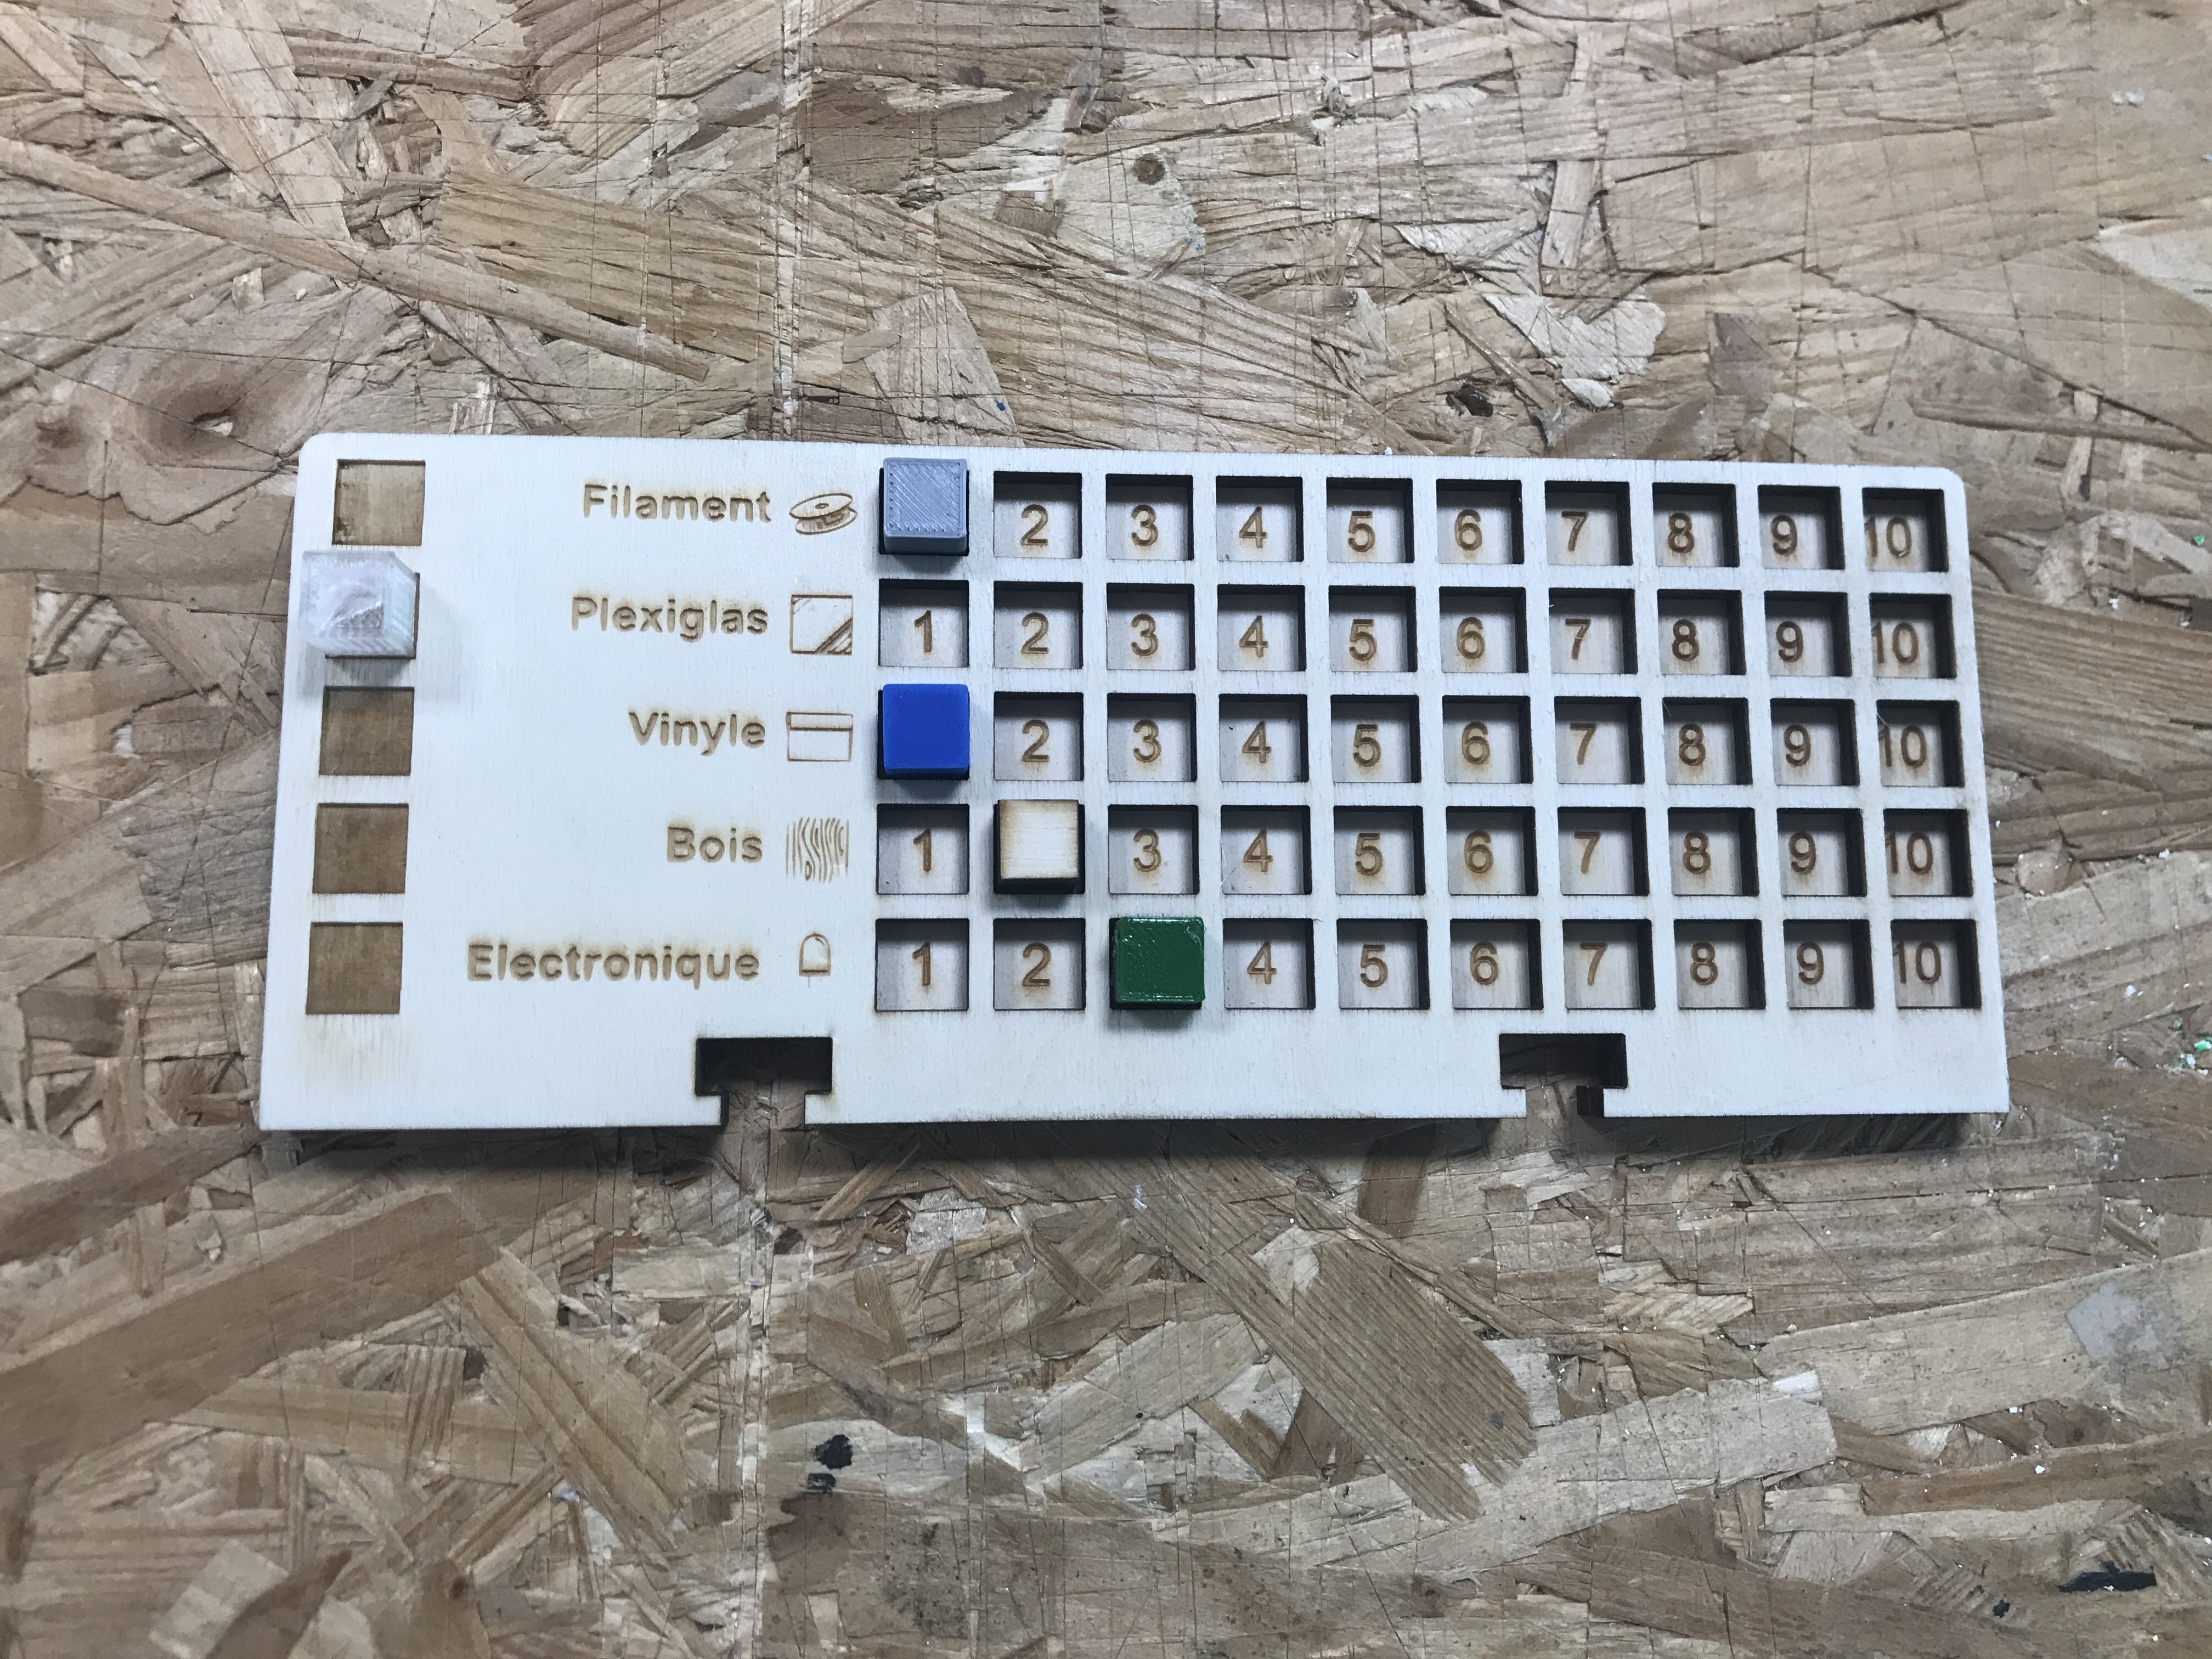 Filament 2 3 4 5 6 7 8 9 10
Plexiglas 1 2 3 4 5 6 7 8 9 10
Vinyle 2 3 4 5 6 7 8 9 10
Bois 1 3 4 5 6 7 8 9 10
Electronique 1 2 4 5 6 7 8 9 10